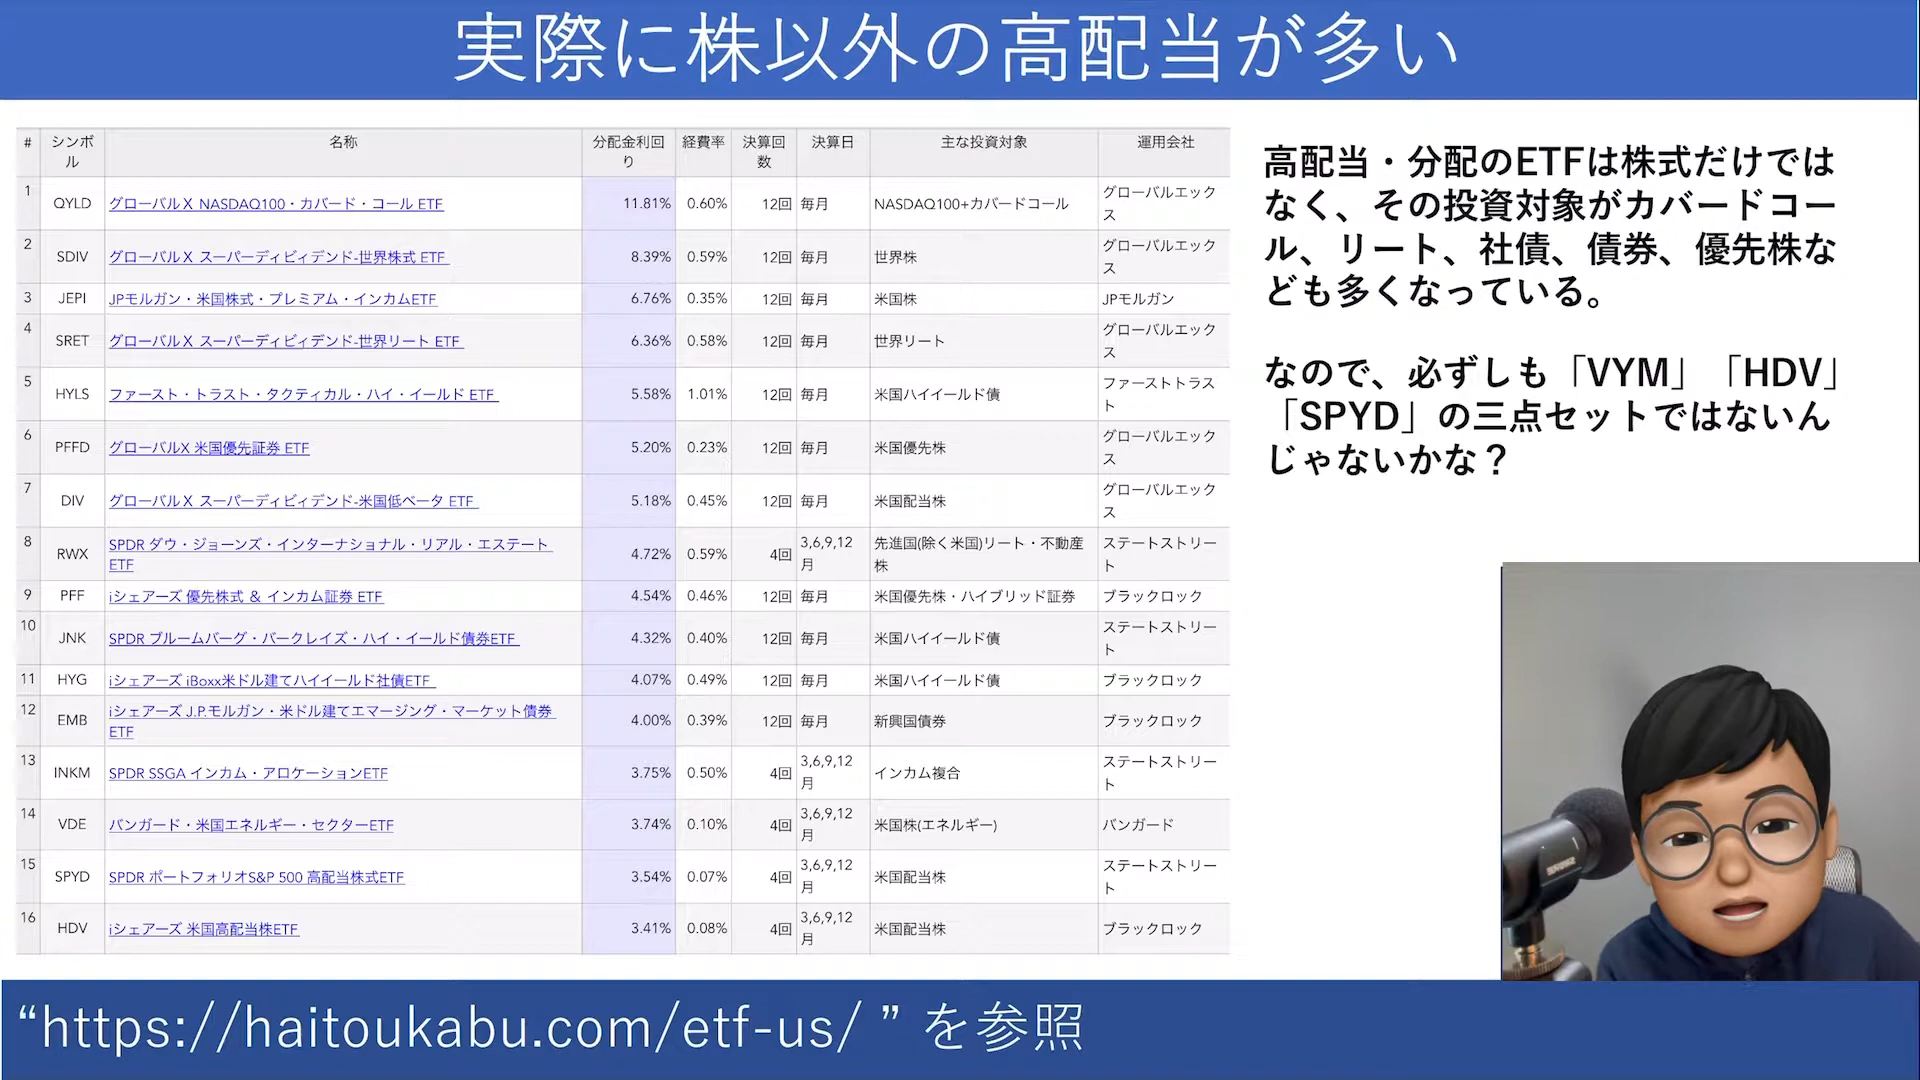 実際に株以外の高配当が多い
# シンボル 名称 分配金利回り 経費率 決算回数 決算日 主な投資対象 運用会社
1 QYLD グローバルX NASDAQ100・カバード・コール ETF 11.81% 0.60% 12回 毎月 NASDAQ100+カバードコール グローバルエックス
2 SDIV グローバルX スーパーディビィデンド-世界株式 ETF 8.39% 0.59% 12回 毎月 世界株 グローバルエックス
3 JEPI JPモルガン・米国株式・プレミアム・インカムETF 6.76% 0.35% 12回 毎月 米国株 JPモルガン
4 SRET グローバルX スーパーディビィデンド-世界リート ETF 6.36% 0.58% 12回 毎月 世界リート グローバルエックス
5 HYLS ファースト・トラスト・タクティカル・ハイ・イールド ETF 5.58% 1.01% 12回 毎月 米国ハイイールド債 ファーストトラスト
6 PFFD グローバルX 米国優先証券 ETF 5.20% 0.23% 12回 毎月 米国優先株 グローバルエックス
7 DIV グローバルX スーパーディビィデンド-米国低ベータ ETF 5.18% 0.45% 12回 毎月 米国配当株 グローバルエックス
8 RWX SPDR ダウ・ジョーンズ・インターナショナル・リアル・エステート ETF 4.72% 0.59% 4回 3,6,9,12月 先進国(除く米国)リート・不動産株 ステートストリート
9 PFF iシェアーズ 優先株式 & インカム証券 ETF 4.54% 0.46% 12回 毎月 米国優先株・ハイブリッド証券 ブラックロック
10 JNK SPDR ブルームバーグ・バークレイズ・ハイ・イールド債券ETF 4.32% 0.40% 12回 毎月 米国ハイイールド債 ステートストリート
11 HYG iシェアーズ iBoxx米ドル建てハイイールド社債ETF 4.07% 0.49% 12回 毎月 米国ハイイールド債 ブラックロック
12 EMB iシェアーズ J.P.モルガン・米ドル建てエマージング・マーケット債券 ETF 4.00% 0.39% 12回 毎月 新興国債券 ブラックロック
13 INKM SPDR SSGA インカム・アロケーションETF 3.75% 0.50% 4回 3,6,9,12月 インカム複合 ステートストリート
14 VDE バンガード・米国エネルギー・セクターETF 3.74% 0.10% 4回 3,6,9,12月 米国株(エネルギー) バンガード
15 SPYD SPDR ポートフォリオS&P 500 高配当株式ETF 3.54% 0.07% 4回 3,6,9,12月 米国配当株 ステートストリート
16 HDV iシェアーズ 米国高配当株ETF 3.41% 0.08% 4回 3,6,9,12月 米国配当株 ブラックロック
高配当・分配のETFは株式だけでは
なく、その投資対象がカバードコー
ル、リート、社債、債券、優先株な
ども多くなっている。
なので、必ずしも「VYM」「HDV」
「SPYD」の三点セットではないん
じゃないかな？
“https://haitoukabu.com/etf-us/ ” を参照